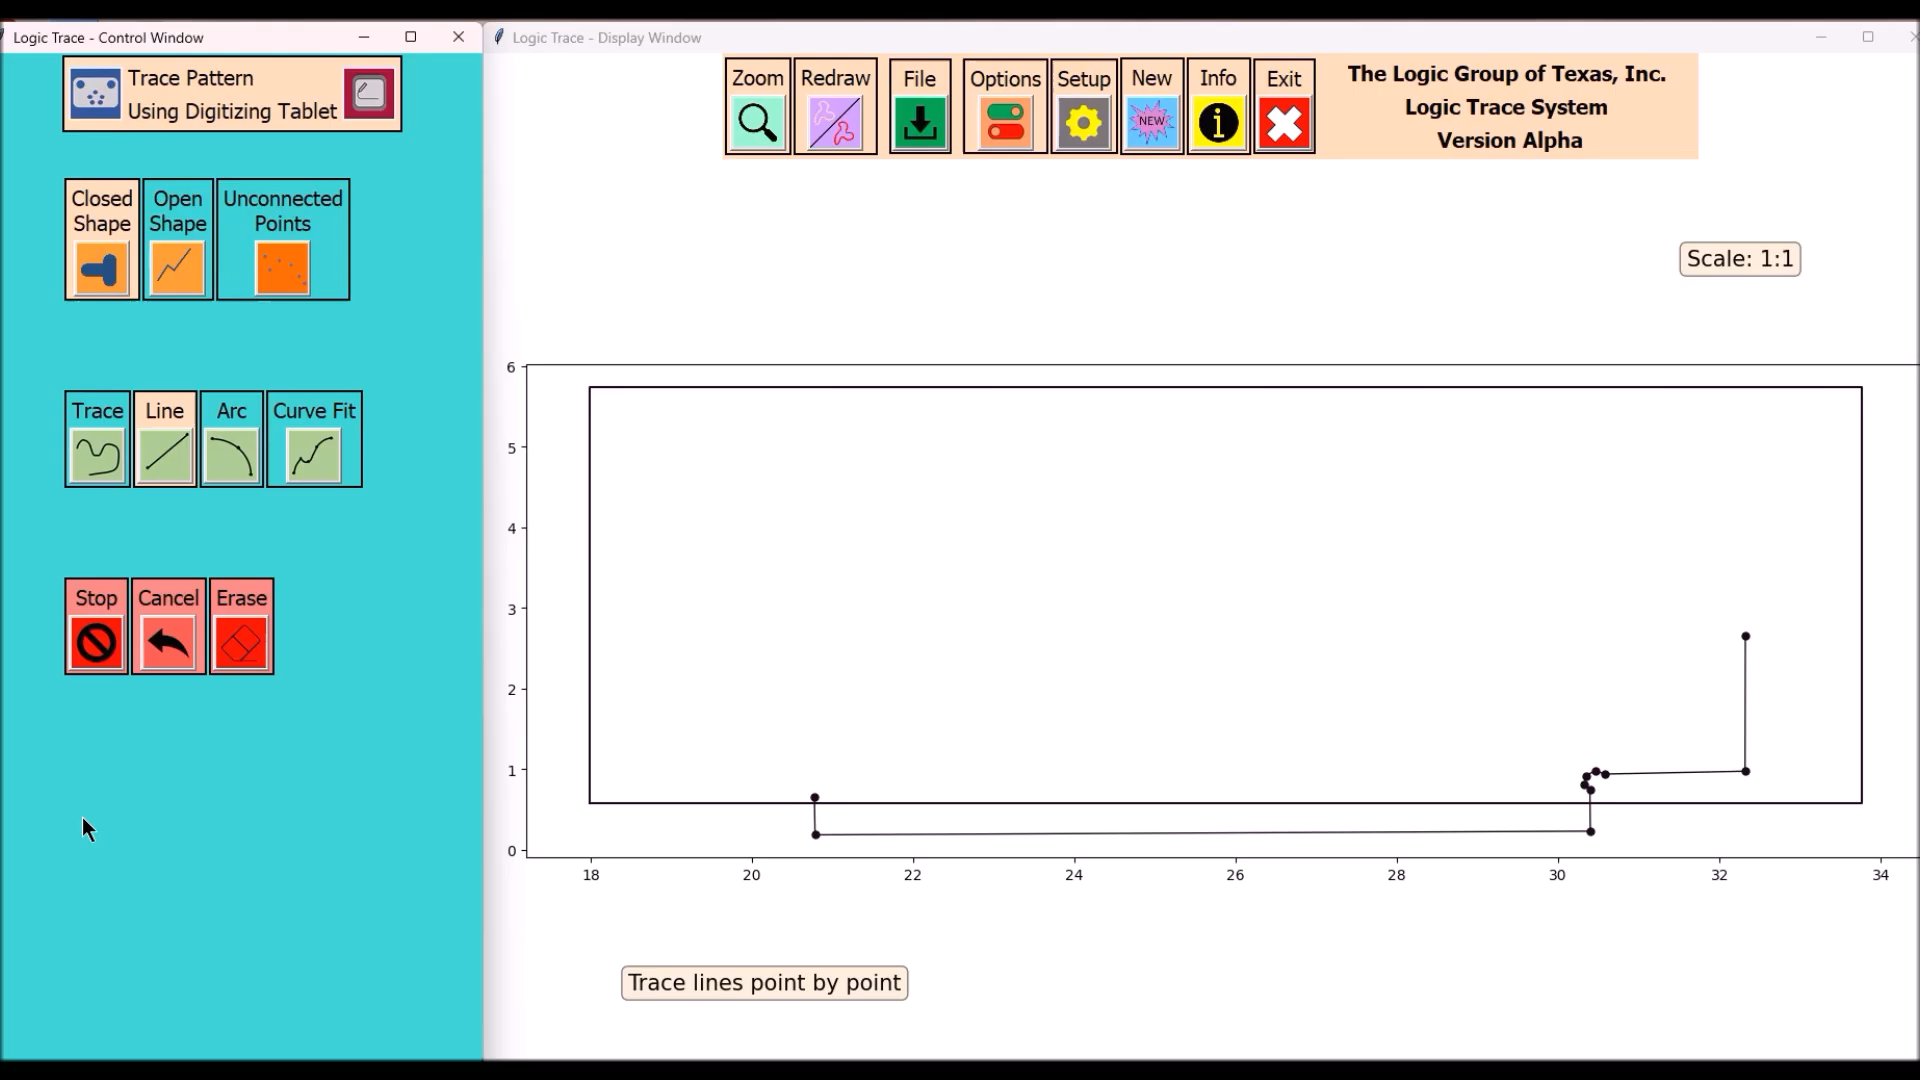 Logic Trace - Control Window
Logic Trace - Display Window
Trace Pattern
Using Digitizing Tablet
Closed Shape
Open Shape
Unconnected Points
Trace
Line
Arc
Curve Fit
Stop
Cancel
Erase
Zoom
Redraw
File
Options
Setup
New
NEW
Info
Exit
The Logic Group of Texas, Inc.
Logic Trace System
Version Alpha
Scale: 1:1
6
5
4
3
2
1
0
18 20 22 24 26 28 30 32 34
Trace lines point by point